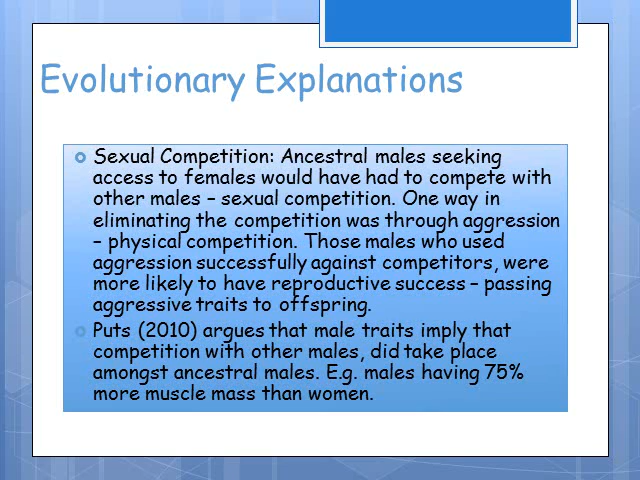 Evolutionary Explanations
Sexual Competition: Ancestral males seeking
access to females would have had to compete with
other males – sexual competition. One way in
eliminating the competition was through aggression
– physical competition. Those males who used
aggression successfully against competitors, were
more likely to have reproductive success – passing
aggressive traits to offspring.
Puts (2010) argues that male traits imply that
competition with other males, did take place
amongst ancestral males. E.g. males having 75%
more muscle mass than women.